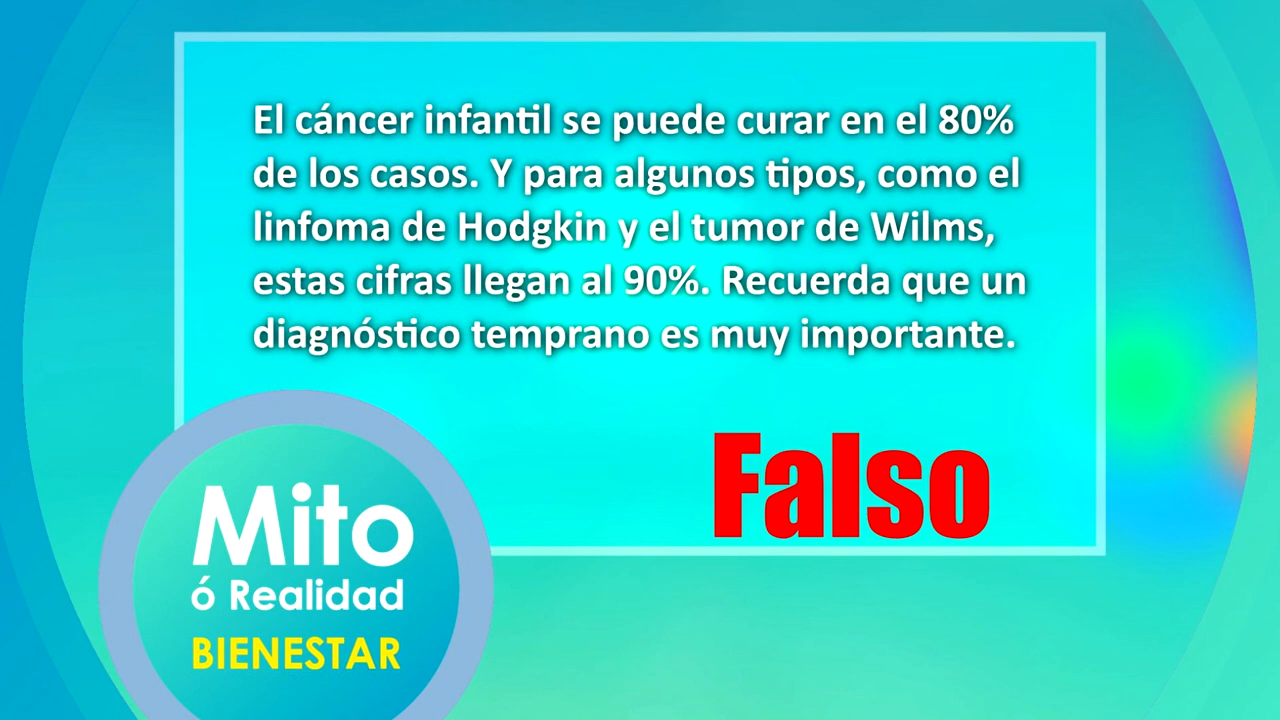 El cáncer infantil se puede curar en el 80%
de los casos. Y para algunos tipos, como el
linfoma de Hodgkin y el tumor de Wilms,
estas cifras llegan al 90%. Recuerda que un
diagnóstico temprano es muy importante.
Falso
Mito
ó Realidad
BIENESTAR